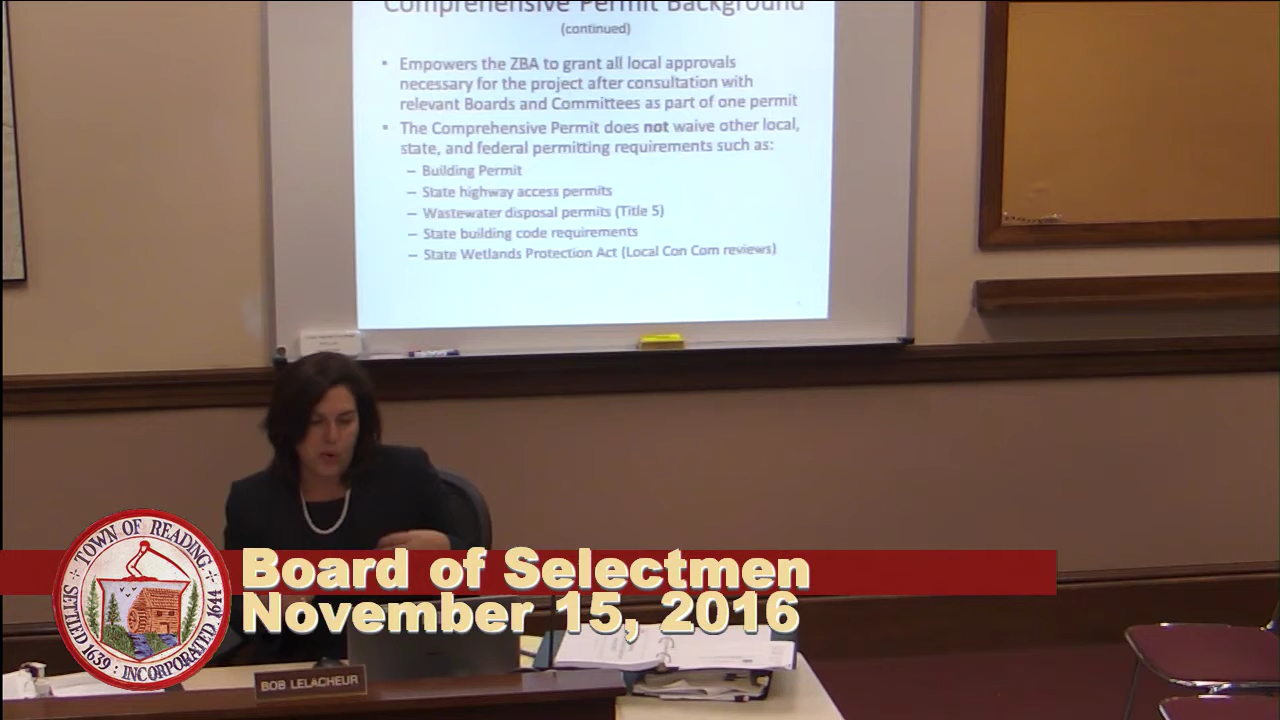 Comprehensive Permit Background
(continued)
▪ Empowers the ZBA to grant all local approvals
necessary for the project after consultation with
relevant Boards and Committees as part of one permit
▪ The Comprehensive Permit does not waive other local,
state, and federal permitting requirements such as:
– Building Permit
– State highway access permits
– Wastewater disposal permits (Title 5)
– State building code requirements
– State Wetlands Protection Act (Local Con Com reviews)
TOWN OF READING
SETTLED 1639 : INCORPORATED 1644
Board of Selectmen
November 15, 2016
BOB LELACHEUR